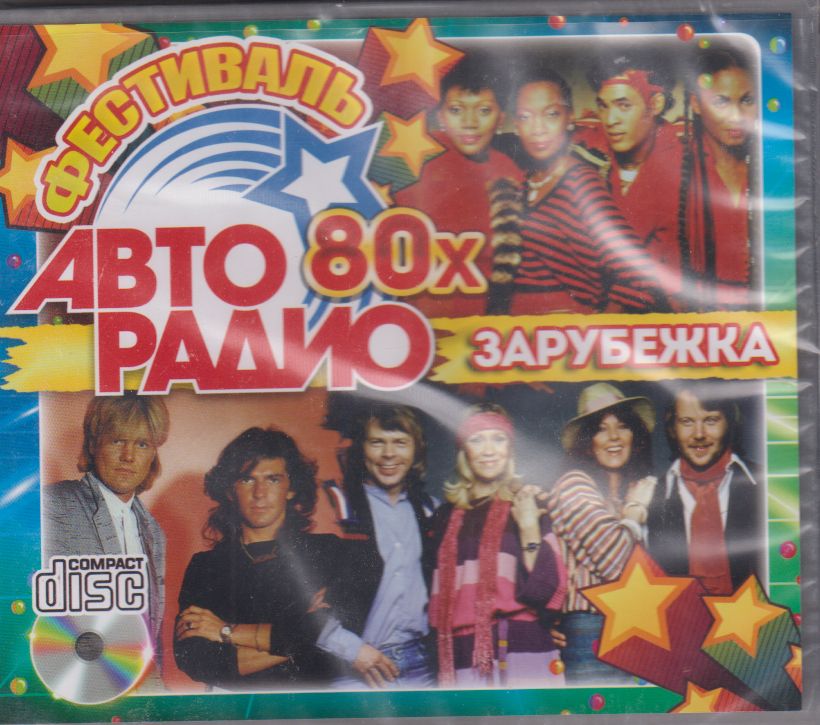 ФЕСТИВАЛЬ
АВТО 80х
РАДИО
ЗАРУБЕЖКА
COMPACT
disc